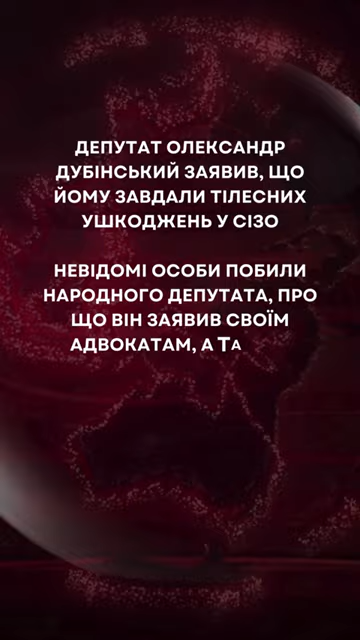 ДЕПУТАТ ОЛЕКСАНДР
ДУБІНСЬКИЙ ЗАЯВИВ, ЩО
ЙОМУ ЗАВДАЛИ ТІЛЕСНИХ
УШКОДЖЕНЬ У СІЗО
НЕВІДОМІ ОСОБИ ПОБИЛИ
НАРОДНОГО ДЕПУТАТА, ПРО
ЩО ВІН ЗАЯВИВ СВОЇМ
АДВОКАТАМ, А ТА